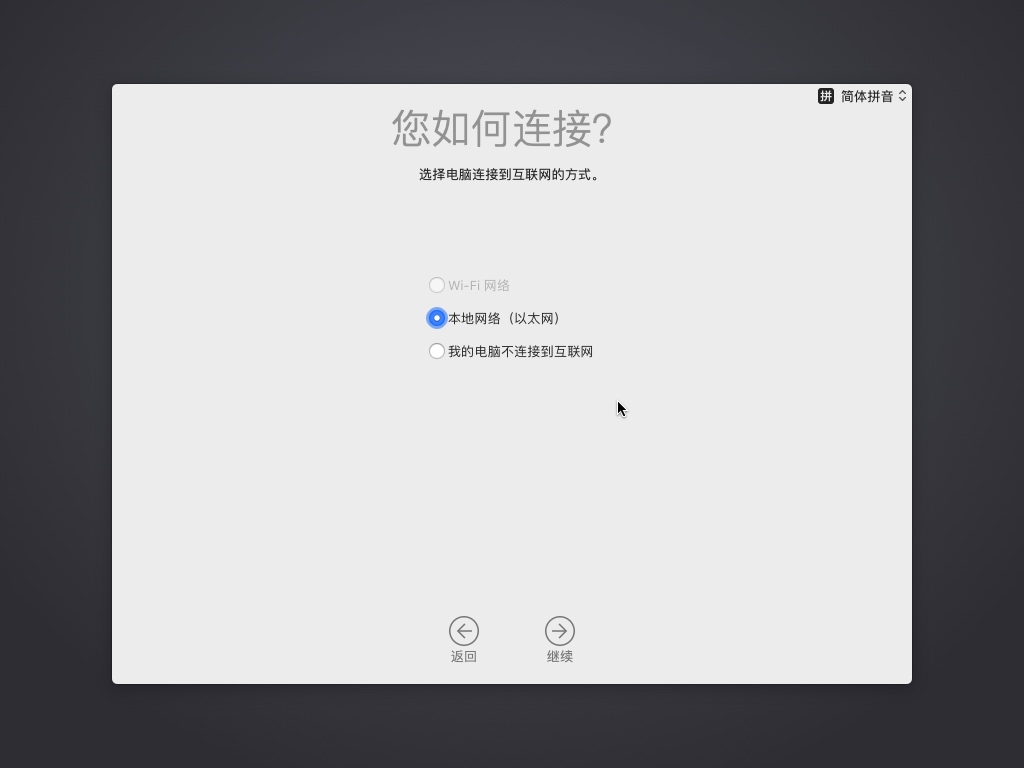 拼 简体拼音
您如何连接?
选择电脑连接到互联网的方式。
Wi-Fi 网络
本地网络（以太网）
我的电脑不连接到互联网
返回 继续